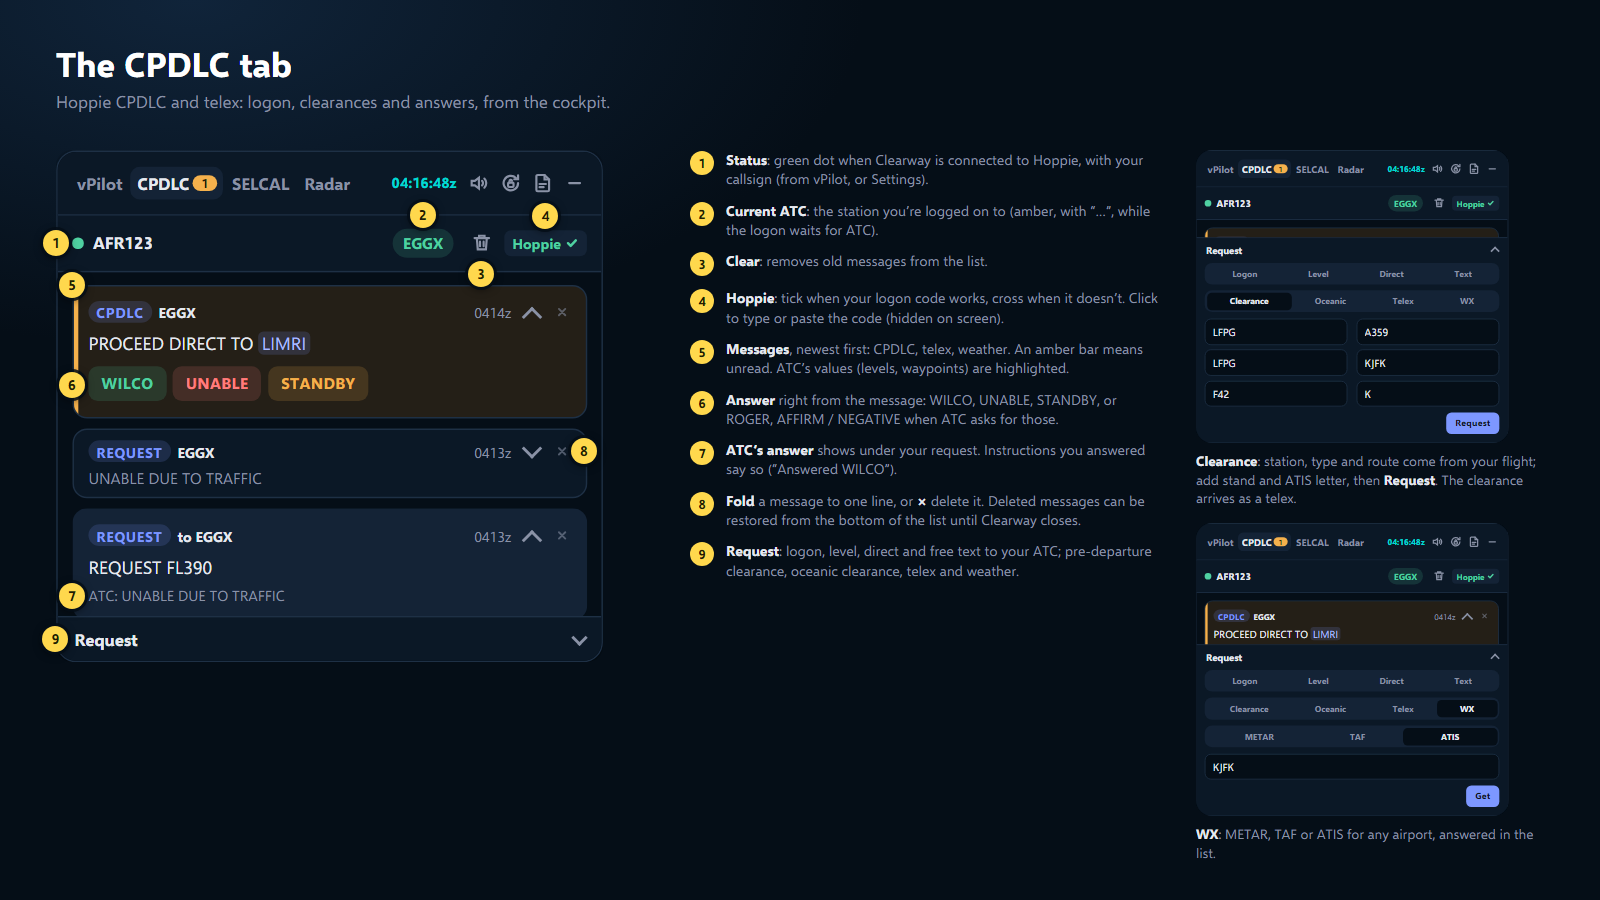 The CPDLC tab
Hoppie CPDLC and telex: logon, clearances and answers, from the cockpit.
vPilot CPDLC 1 SELCAL Radar 04:16:48z
2
4
1 AFR123 EGGX Hoppie ✓
3
5
CPDLC EGGX 0414z ×
PROCEED DIRECT TO LIMRI
6 WILCO UNABLE STANDBY
REQUEST EGGX 0413z × 8
UNABLE DUE TO TRAFFIC
REQUEST to EGGX 0413z ×
REQUEST FL390
7 ATC: UNABLE DUE TO TRAFFIC
9 Request
1 Status: green dot when Clearway is connected to Hoppie, with your
callsign (from vPilot, or Settings).
2 Current ATC: the station you’re logged on to (amber, with “...”, while
the logon waits for ATC).
3 Clear: removes old messages from the list.
4 Hoppie: tick when your logon code works, cross when it doesn’t. Click
to type or paste the code (hidden on screen).
5 Messages, newest first: CPDLC, telex, weather. An amber bar means
unread. ATC’s values (levels, waypoints) are highlighted.
6 Answer right from the message: WILCO, UNABLE, STANDBY, or
ROGER, AFFIRM / NEGATIVE when ATC asks for those.
7 ATC’s answer shows under your request. Instructions you answered
say so (“Answered WILCO”).
8 Fold a message to one line, or × delete it. Deleted messages can be
restored from the bottom of the list until Clearway closes.
9 Request: logon, level, direct and free text to your ATC; pre-departure
clearance, oceanic clearance, telex and weather.
vPilot CPDLC 1 SELCAL Radar 04:16:48z
AFR123 EGGX Hoppie ✓
Request
Logon Level Direct Text
Clearance Oceanic Telex WX
LFPG A359
LFPG KJFK
F42 K
Request
Clearance: station, type and route come from your flight;
add stand and ATIS letter, then Request. The clearance
arrives as a telex.
vPilot CPDLC 1 SELCAL Radar 04:16:48z
AFR123 EGGX Hoppie ✓
CPDLC EGGX 0414z ×
PROCEED DIRECT TO LIMRI
Request
Logon Level Direct Text
Clearance Oceanic Telex WX
METAR TAF ATIS
KJFK
Get
WX: METAR, TAF or ATIS for any airport, answered in the
list.